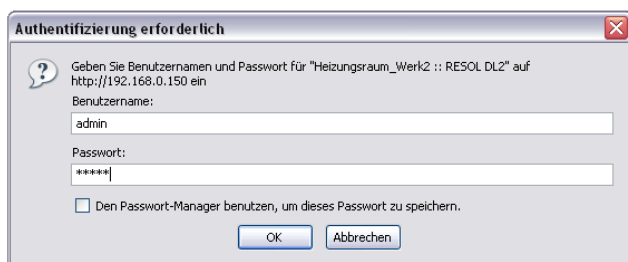 Authentifizierung erforderlich
Geben Sie Benutzernamen und Passwort für "Heizungsraum_Werk2 :: RESOL DL2" auf
http://192.168.0.150 ein
Benutzername:
admin
Passwort:
*****
Den Passwort-Manager benutzen, um dieses Passwort zu speichern.
OK
Abbrechen